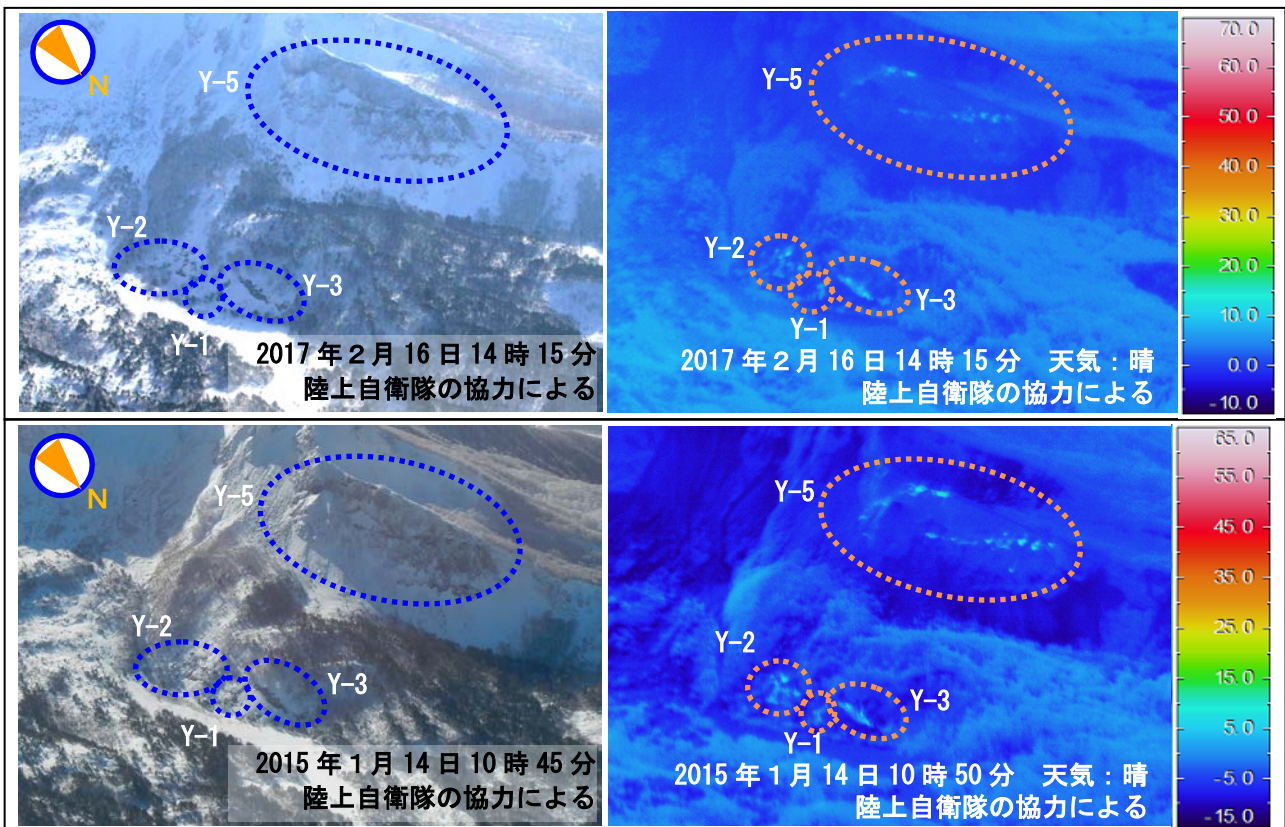 N
Y-5
Y-2
Y-3
Y-1
2017年2月16日14時15分
陸上自衛隊の協力による
Y-5
Y-2
Y-3
Y-1
2017年2月16日14時15分 天気：晴
陸上自衛隊の協力による
70.0
60.0
50.0
40.0
30.0
20.0
10.0
0.0
-10.0
N
Y-5
Y-2
Y-3
Y-1
2015年1月14日10時45分
陸上自衛隊の協力による
Y-5
Y-2
Y-3
Y-1
2015年1月14日10時50分 天気：晴
陸上自衛隊の協力による
65.0
55.0
45.0
35.0
25.0
15.0
5.0
-5.0
-15.0